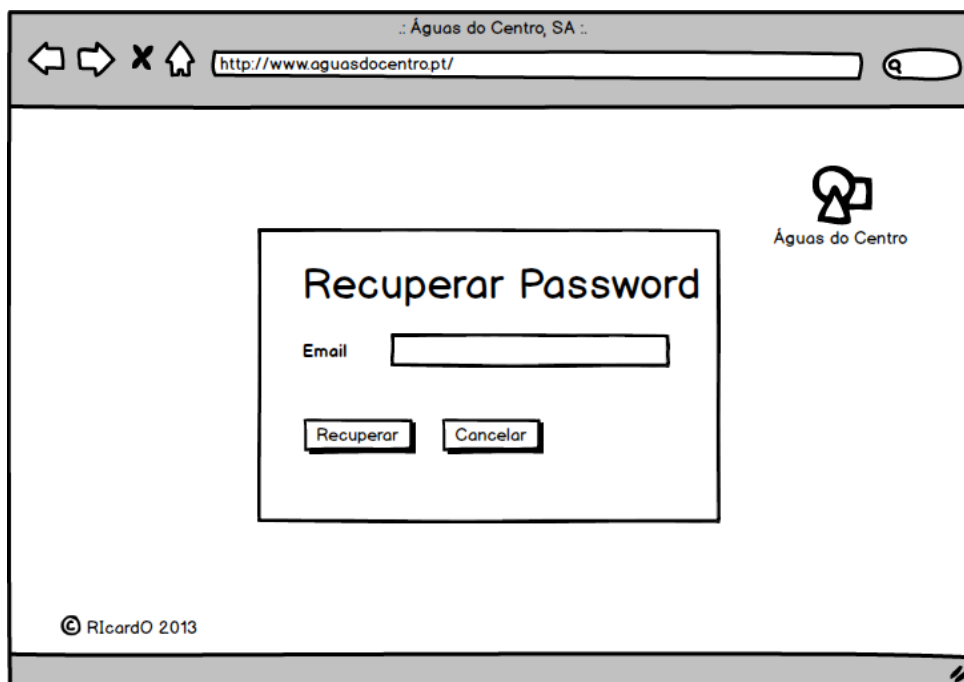 .: Águas do Centro, SA :.
http://www.aguasdocentro.pt/
Águas do Centro
Recuperar Password
Email
Recuperar Cancelar
© RIcardO 2013